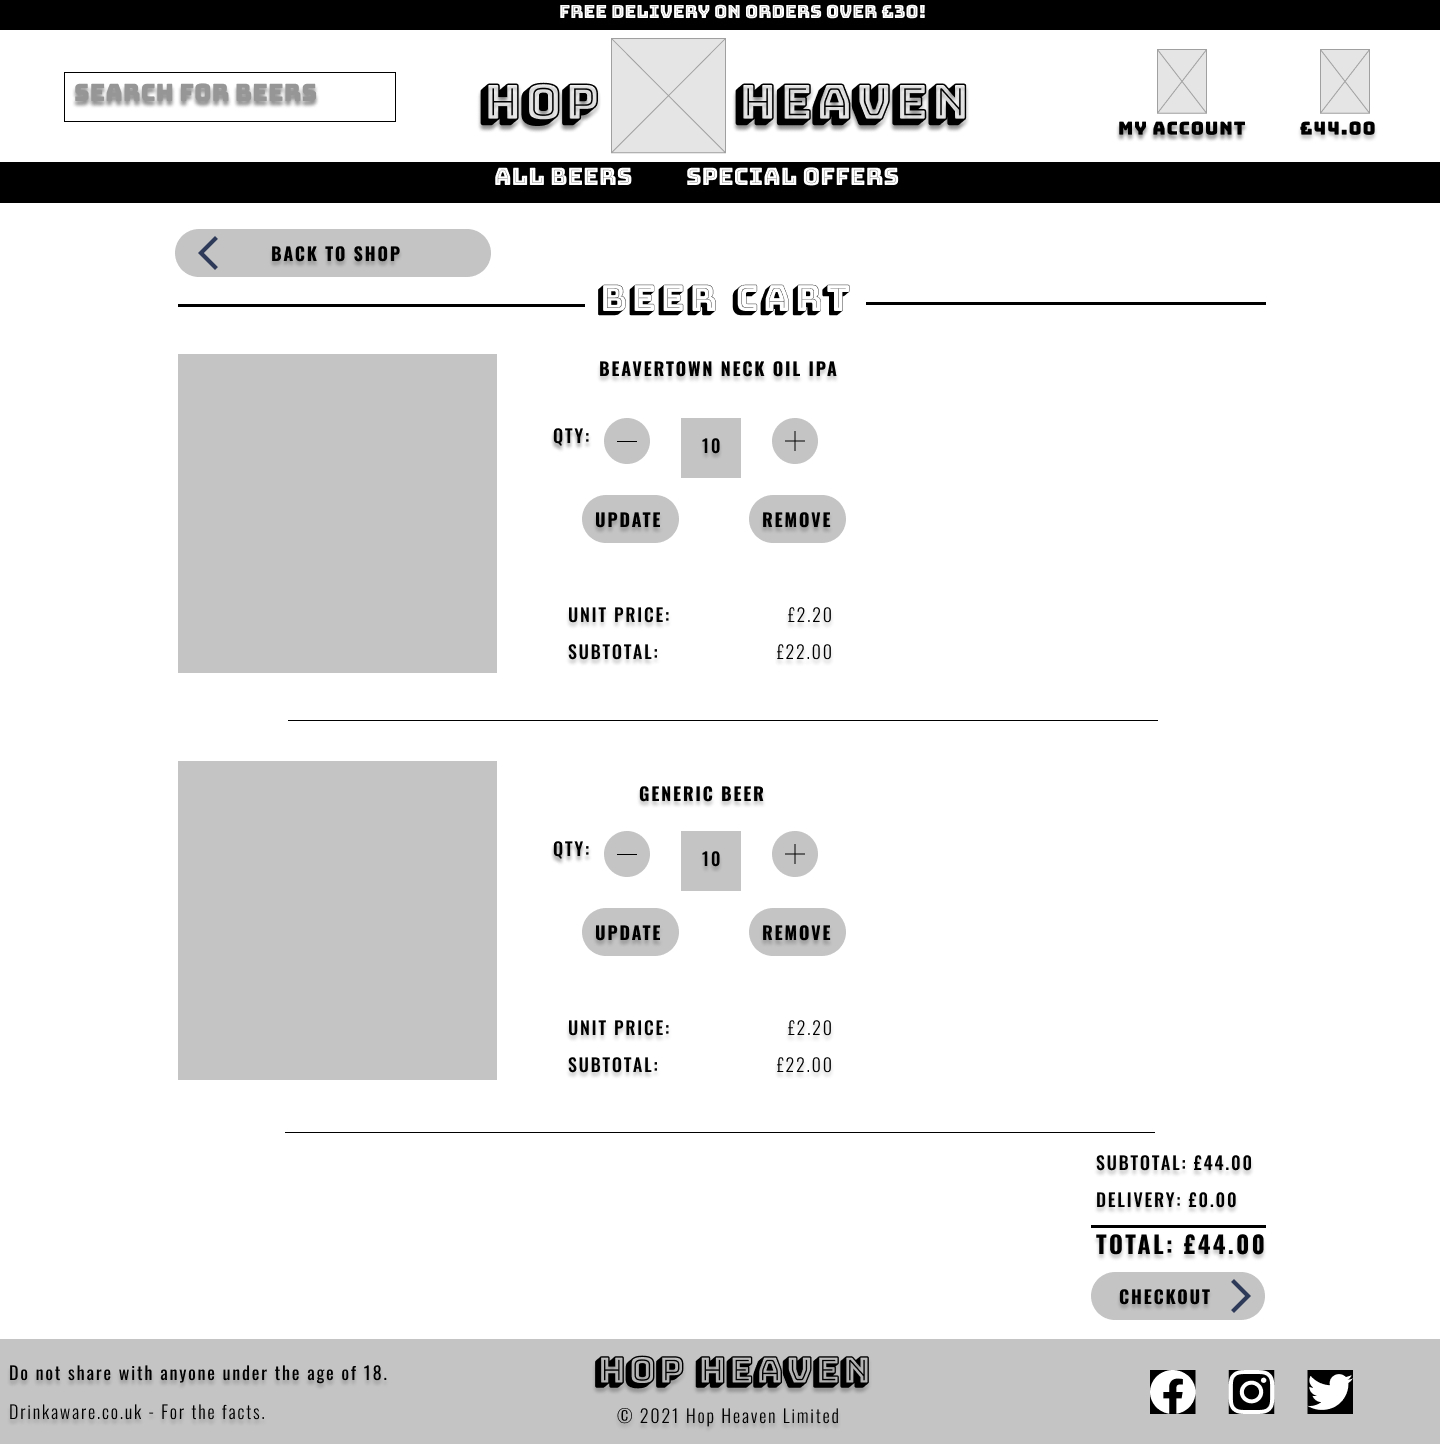 FREE DELIVERY ON ORDERS OVER £30!
SEARCH FOR BEERS
HOP HEAVEN
MY ACCOUNT
£44.00
ALL BEERS
SPECIAL OFFERS
BACK TO SHOP
BEER CART
BEAVERTOWN NECK OIL IPA
QTY:
10
UPDATE
REMOVE
UNIT PRICE: £2.20
SUBTOTAL: £22.00
GENERIC BEER
QTY:
10
UPDATE
REMOVE
UNIT PRICE: £2.20
SUBTOTAL: £22.00
SUBTOTAL: £44.00
DELIVERY: £0.00
TOTAL: £44.00
CHECKOUT
Do not share with anyone under the age of 18.
Drinkaware.co.uk - For the facts.
HOP HEAVEN
© 2021 Hop Heaven Limited